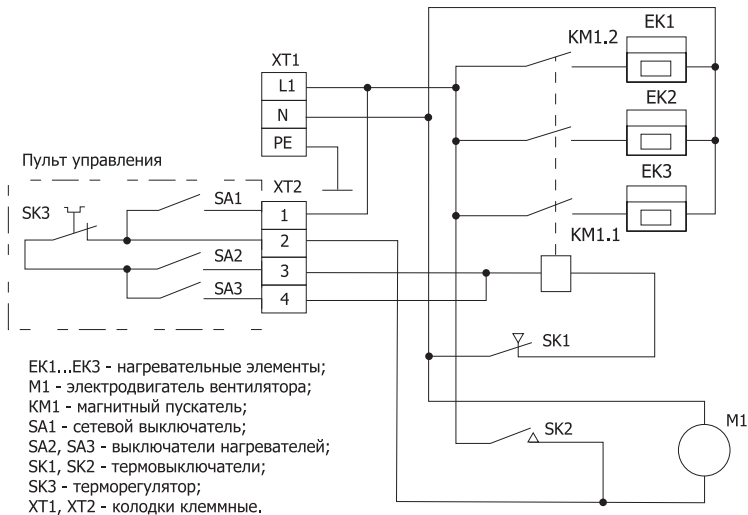 EK1
KM1.2
XT1
L1
N
EK2
PE
EK3
Пульт управления
XT2
SA1
SK3
1
2
KM1.1
SA2
3
SA3
4
SK1
EK1...EK3 - нагревательные элементы;
M1 - электродвигатель вентилятора;
KM1 - магнитный пускатель;
SA1 - сетевой выключатель;
SA2, SA3 - выключатели нагревателей;
SK1, SK2 - термовыключатели;
SK3 - терморегулятор;
XT1, XT2 - колодки клеммные.
M1
SK2